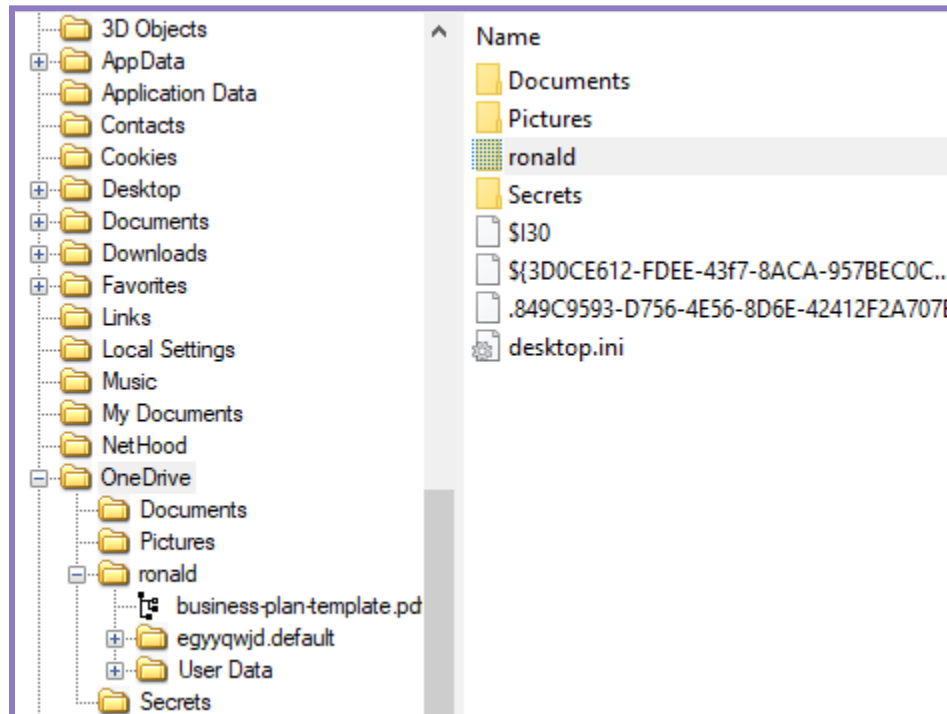 3D Objects
AppData
Application Data
Contacts
Cookies
Desktop
Documents
Downloads
Favorites
Links
Local Settings
Music
My Documents
NetHood
OneDrive
Documents
Pictures
ronald
business-plan-template.pdf
egyyqwjd.default
User Data
Secrets
Name
Documents
Pictures
ronald
Secrets
$I30
${3D0CE612-FDEE-43f7-8ACA-957BEC0C...
.849C9593-D756-4E56-8D6E-42412F2A707B
desktop.ini